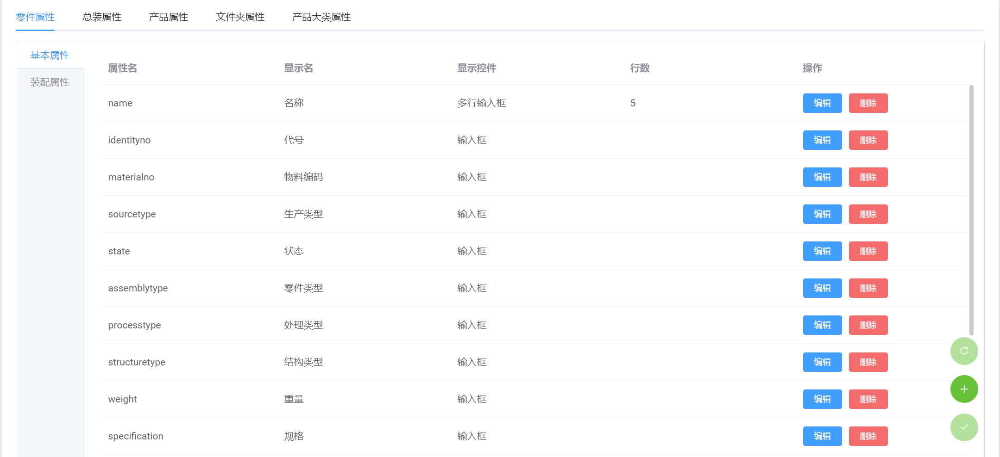 零件属性 总装属性 产品属性 文件夹属性 产品大类属性
基本属性
装配属性
属性名 显示名 显示控件 行数 操作
name 名称 多行输入框 5 编辑 删除
identityno 代号 输入框 编辑 删除
materialno 物料编码 输入框 编辑 删除
sourcetype 生产类型 输入框 编辑 删除
state 状态 输入框 编辑 删除
assemblytype 零件类型 输入框 编辑 删除
processtype 处理类型 输入框 编辑 删除
structuretype 结构类型 输入框 编辑 删除
weight 重量 输入框 编辑 删除
specification 规格 输入框 编辑 删除